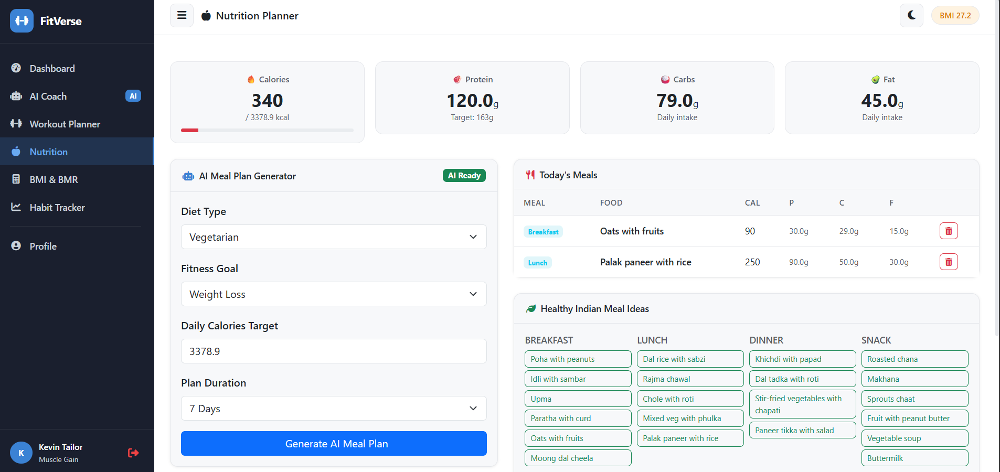 FitVerse
Dashboard
AI Coach AI
Workout Planner
Nutrition
BMI & BMR
Habit Tracker
Profile
K
Kevin Tailor
Muscle Gain
Nutrition Planner
BMI 27.2
Calories
340
/ 3378.9 kcal
Protein
120.0g
Target: 163g
Carbs
79.0g
Daily intake
Fat
45.0g
Daily intake
AI Meal Plan Generator AI Ready
Diet Type
Vegetarian
Fitness Goal
Weight Loss
Daily Calories Target
3378.9
Plan Duration
7 Days
Generate AI Meal Plan
Today's Meals
MEAL FOOD CAL P C F
Breakfast Oats with fruits 90 30.0g 29.0g 15.0g
Lunch Palak paneer with rice 250 90.0g 50.0g 30.0g
Healthy Indian Meal Ideas
BREAKFAST
Poha with peanuts
Idli with sambar
Upma
Paratha with curd
Oats with fruits
Moong dal cheela
LUNCH
Dal rice with sabzi
Rajma chawal
Chole with roti
Mixed veg with phulka
Palak paneer with rice
DINNER
Khichdi with papad
Dal tadka with roti
Stir-fried vegetables with
chapati
Paneer tikka with salad
SNACK
Roasted chana
Makhana
Sprouts chaat
Fruit with peanut butter
Vegetable soup
Buttermilk